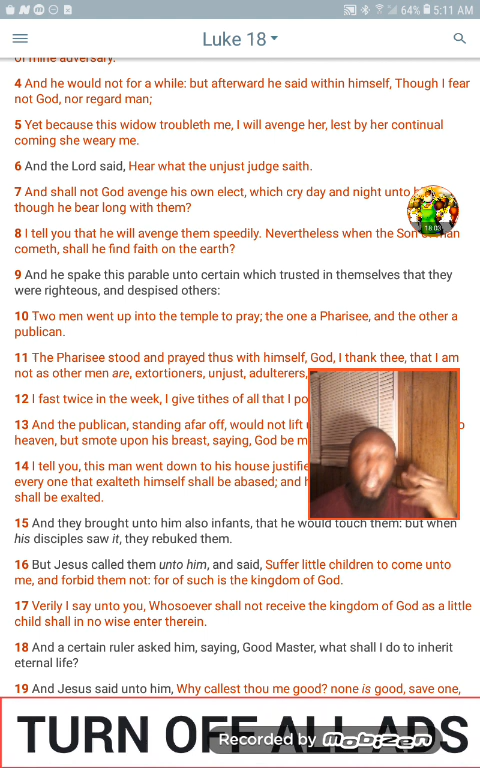 64% 5:11 AM
Luke 18
of mine adversary.
4 And he would not for a while: but afterward he said within himself, Though I fear
not God, nor regard man;
5 Yet because this widow troubleth me, I will avenge her, lest by her continual
coming she weary me.
6 And the Lord said, Hear what the unjust judge saith.
7 And shall not God avenge his own elect, which cry day and night unto
though he bear long with them?
18:03
8 I tell you that he will avenge them speedily. Nevertheless when the Son
cometh, shall he find faith on the earth?
9 And he spake this parable unto certain which trusted in themselves that they
were righteous, and despised others:
10 Two men went up into the temple to pray; the one a Pharisee, and the other a
publican.
11 The Pharisee stood and prayed thus with himself, God, I thank thee, that I am
not as other men are, extortioners, unjust, adulterers,
12 I fast twice in the week, I give tithes of all that I
13 And the publican, standing afar off, would not lift
heaven, but smote upon his breast, saying, God be
14 I tell you, this man went down to his house
every one that exalteth himself shall be abased; and
shall be exalted.
15 And they brought unto him also infants, that he would touch them: but when
his disciples saw it, they rebuked them.
16 But Jesus called them unto him, and said, Suffer little children to come unto
me, and forbid them not: for of such is the kingdom of God.
17 Verily I say unto you, Whosoever shall not receive the kingdom of God as a little
child shall in no wise enter therein.
18 And a certain ruler asked him, saying, Good Master, what shall I do to inherit
eternal life?
19 And Jesus said unto him, Why callest thou me good? none is good, save one,
TURN OFF ALL ADS
Recorded by Mobizen